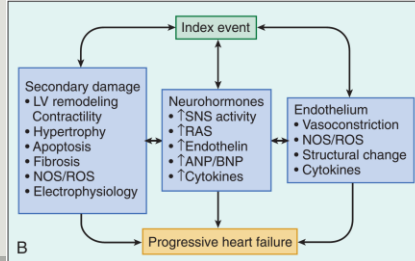 Index event
Secondary damage
• LV remodeling
Contractility
• Hypertrophy
• Apoptosis
• Fibrosis
• NOS/ROS
• Electrophysiology
Neurohormones
• ↑SNS activity
• ↑RAS
• ↑Endothelin
• ↑ANP/BNP
• ↑Cytokines
Endothelium
• Vasoconstriction
• NOS/ROS
• Structural change
• Cytokines
Progressive heart failure
B